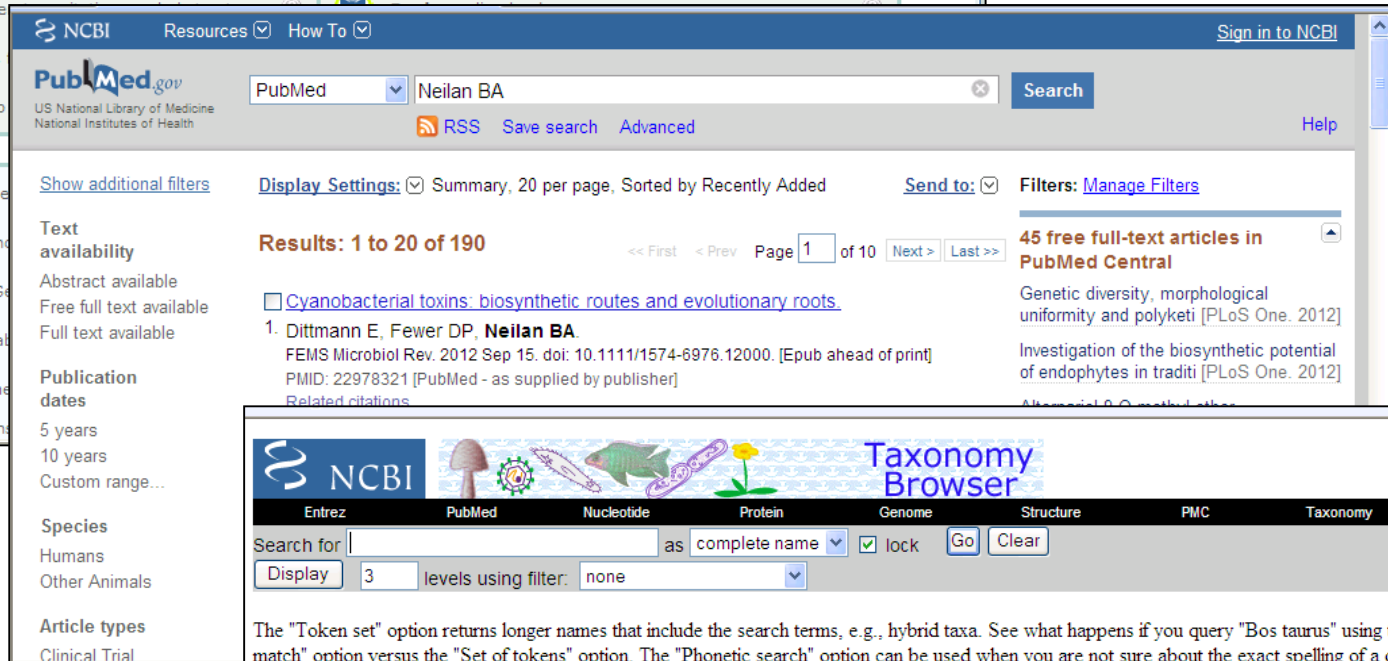 NCBI Resources How To Sign in to NCBI
PubMed.gov
US National Library of Medicine
National Institutes of Health
PubMed Neilan BA Search
RSS Save search Advanced
Help
Show additional filters
Text
availability
Abstract available
Free full text available
Full text available
Publication
dates
5 years
10 years
Custom range...
Species
Humans
Other Animals
Article types
Clinical Trial
Display Settings: Summary, 20 per page, Sorted by Recently Added Send to:
Results: 1 to 20 of 190 << First < Prev Page 1 of 10 Next > Last >>
Cyanobacterial toxins: biosynthetic routes and evolutionary roots.
1. Dittmann E, Fewer DP, Neilan BA.
FEMS Microbiol Rev. 2012 Sep 15. doi: 10.1111/1574-6976.12000. [Epub ahead of print]
PMID: 22978321 [PubMed - as supplied by publisher]
Related citations
Filters: Manage Filters
45 free full-text articles in
PubMed Central
Genetic diversity, morphological
uniformity and polyketi [PLoS One. 2012]
Investigation of the biosynthetic potential
of endophytes in traditi [PLoS One. 2012]
NCBI
Taxonomy
Browser
Entrez PubMed Nucleotide Protein Genome Structure PMC Taxonomy
Search for as complete name lock Go Clear
Display 3 levels using filter: none
The "Token set" option returns longer names that include the search terms, e.g., hybrid taxa. See what happens if you query "Bos taurus" using
match" option versus the "Set of tokens" option. The "Phonetic search" option can be used when you are not sure about the exact spelling of a